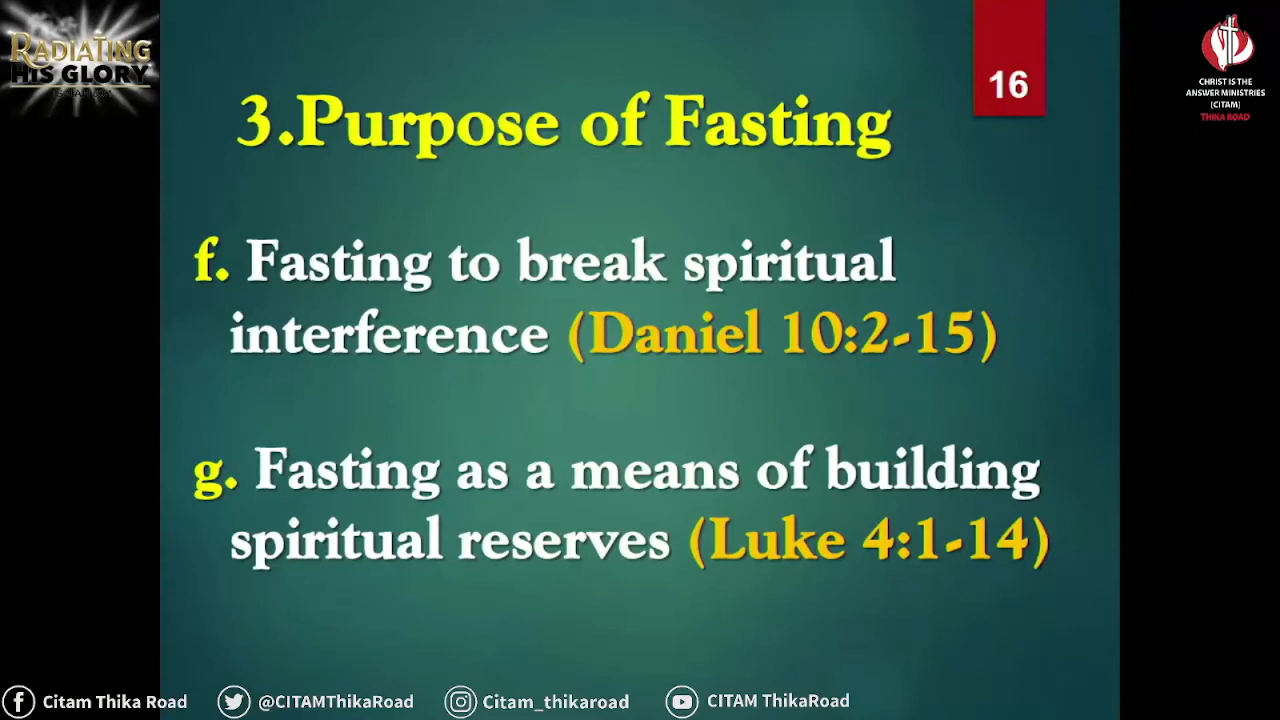 RADIATING
HIS GLORY
16
CHRIST IS THE
ANSWER MINISTRIES
(CITAM)
THIKA ROAD
3.Purpose of Fasting
f. Fasting to break spiritual
interference (Daniel 10:2-15)
g. Fasting as a means of building
spiritual reserves (Luke 4:1-14)
Citam Thika Road
@CITAMThikaRoad
Citam_thikaroad
CITAM ThikaRoad